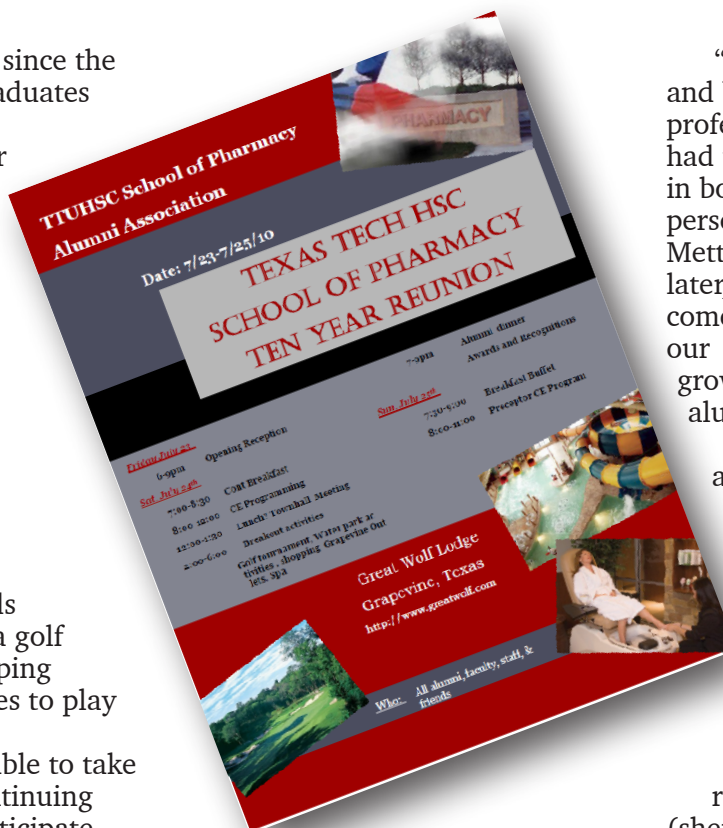 since the
aduates
r
ls
a golf
ping
es to play
ble to take
tinuing
ticipate
TTUHSC School of Pharmacy
Alumni Association
PHARMACY
Date: 7/23-7/25/10
TEXAS TECH HSC
SCHOOL OF PHARMACY
TEN YEAR REUNION
Friday July 23
6-9pm Opening Reception
Sat. July 24th
7:00-8:30 Cont Breakfast
8:00-12:00 CE Programming
12:00-1:30 Lunch/ Townhall Meeting
2:00-6:00 Breakout activities
Golf tournament, Water park ac
tivities, shopping Grapevine Out
lets, spa
7-9pm Alumni dinner
Awards and Recognitions
Sun. July 25th
7:30-9:00 Breakfast Buffet
8:00-11:00 Preceptor CE Program
Great Wolf Lodge
Grapevine, Texas
http://www.greatwolf.com
Who: All alumni, faculty, staff, &
friends
“
and
profe
had
in bo
perso
Mett
later
come
our
grov
alu
a
r
(sho